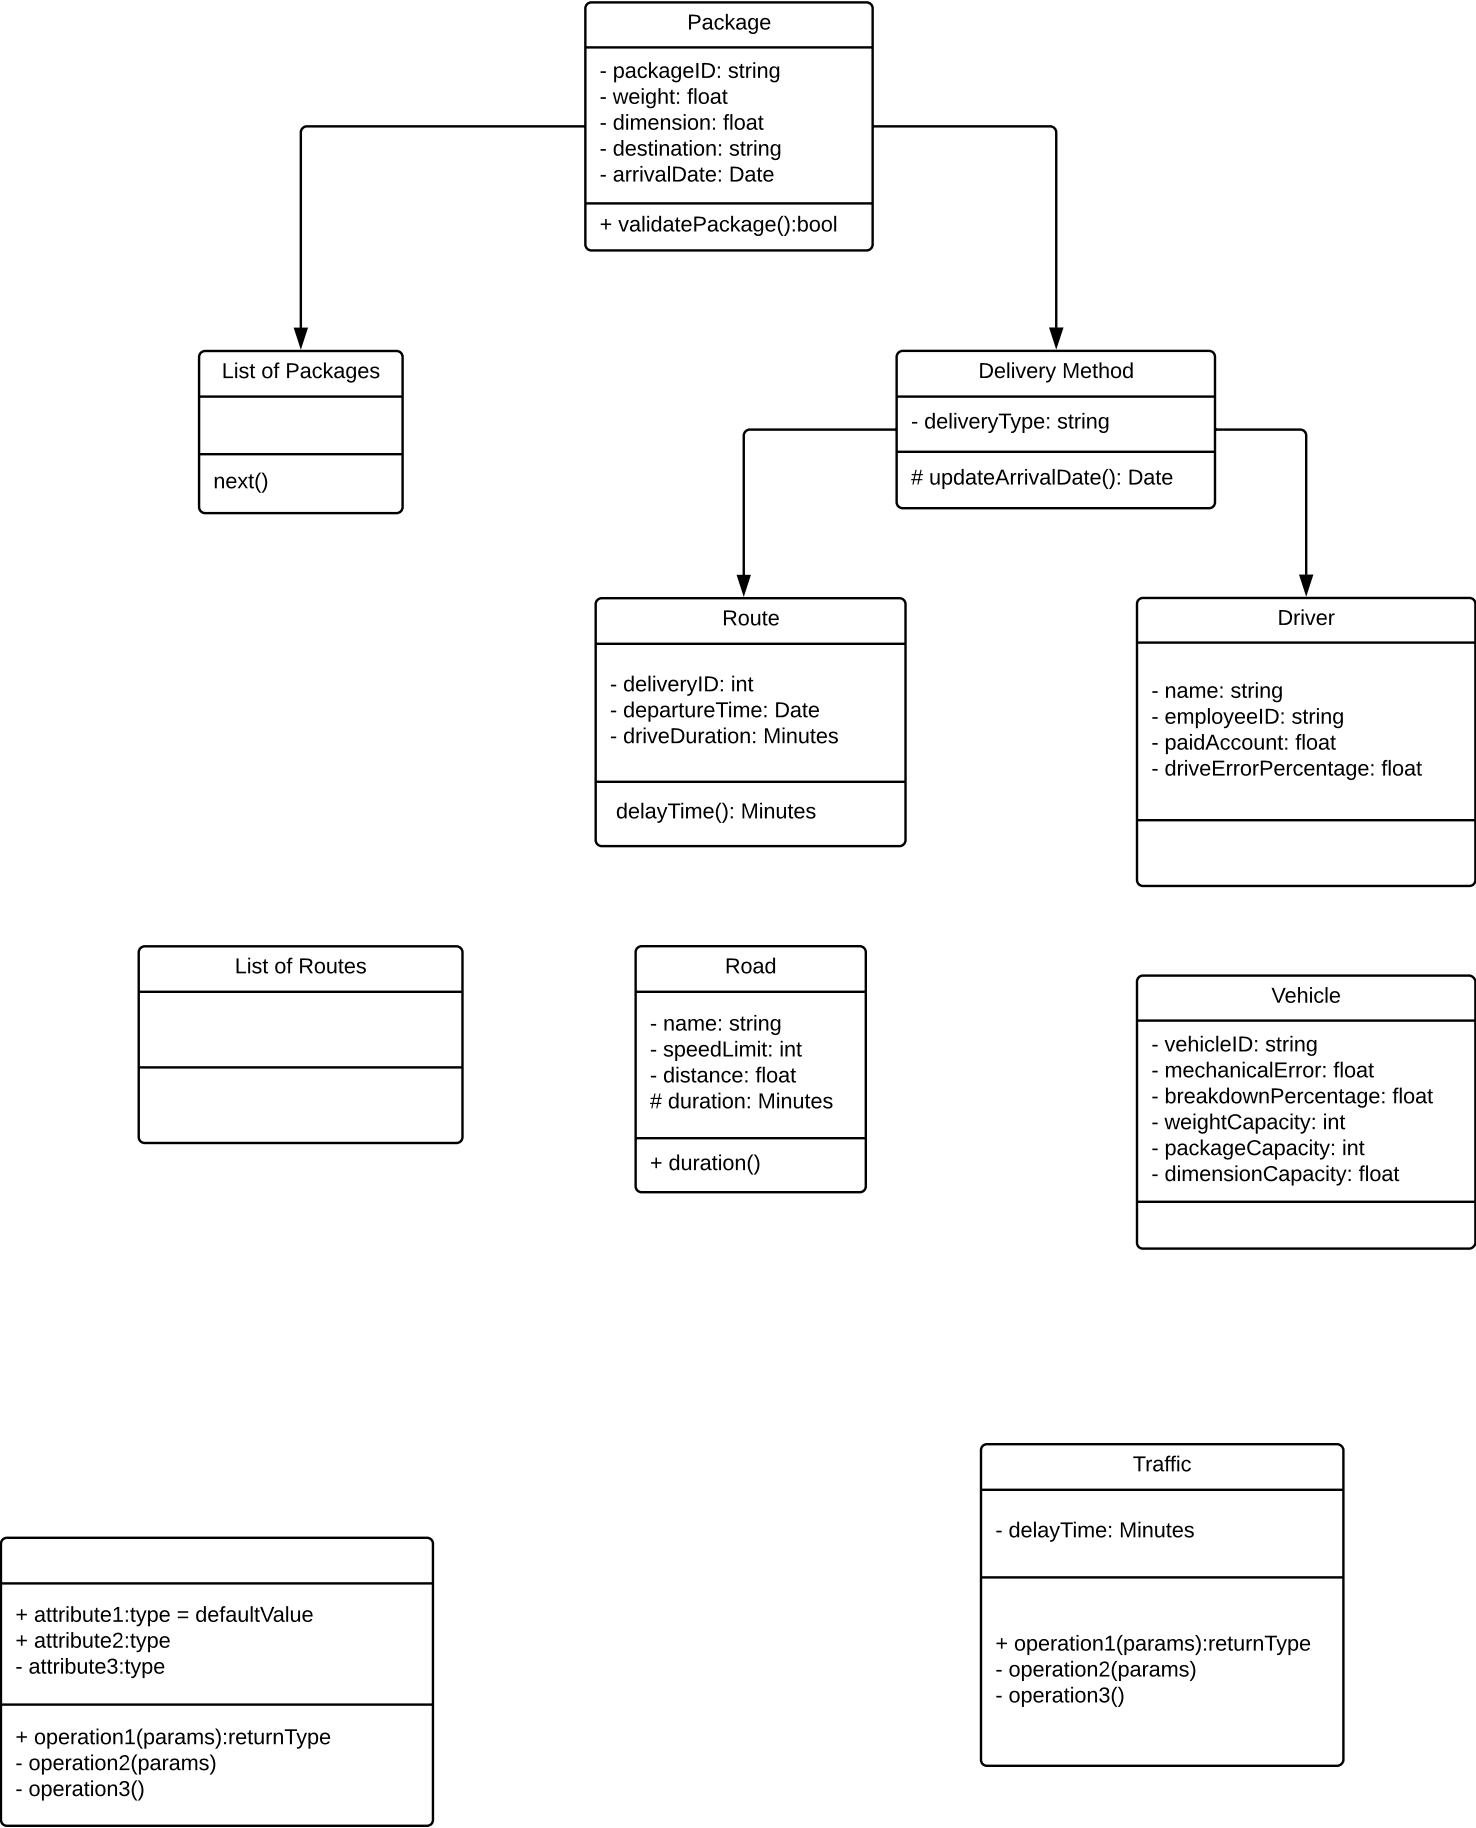 Package
- packageID: string
- weight: float
- dimension: float
- destination: string
- arrivalDate: Date
+ validatePackage():bool
List of Packages
next()
Delivery Method
- deliveryType: string
# updateArrivalDate(): Date
Route
- deliveryID: int
- departureTime: Date
- driveDuration: Minutes
delayTime(): Minutes
Driver
- name: string
- employeeID: string
- paidAccount: float
- driveErrorPercentage: float
List of Routes
Road
- name: string
- speedLimit: int
- distance: float
# duration: Minutes
+ duration()
Vehicle
- vehicleID: string
- mechanicalError: float
- breakdownPercentage: float
- weightCapacity: int
- packageCapacity: int
- dimensionCapacity: float
Traffic
- delayTime: Minutes
+ operation1(params):returnType
- operation2(params)
- operation3()
+ attribute1:type = defaultValue
+ attribute2:type
- attribute3:type
+ operation1(params):returnType
- operation2(params)
- operation3()